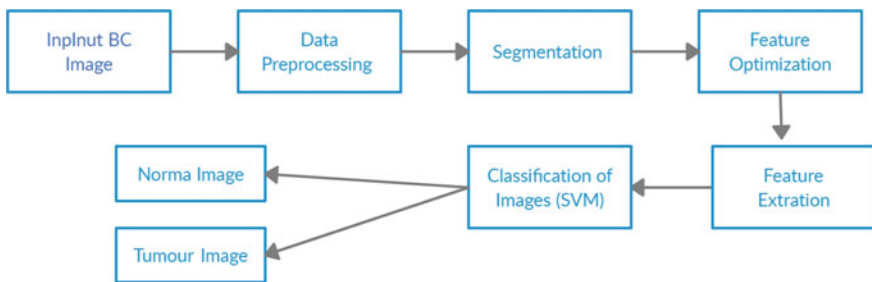 InpInut BC
Image
Data
Preprocessing
Segmentation
Feature
Optimization
Feature
Extration
Classification of
Images (SVM)
Norma Image
Tumour Image